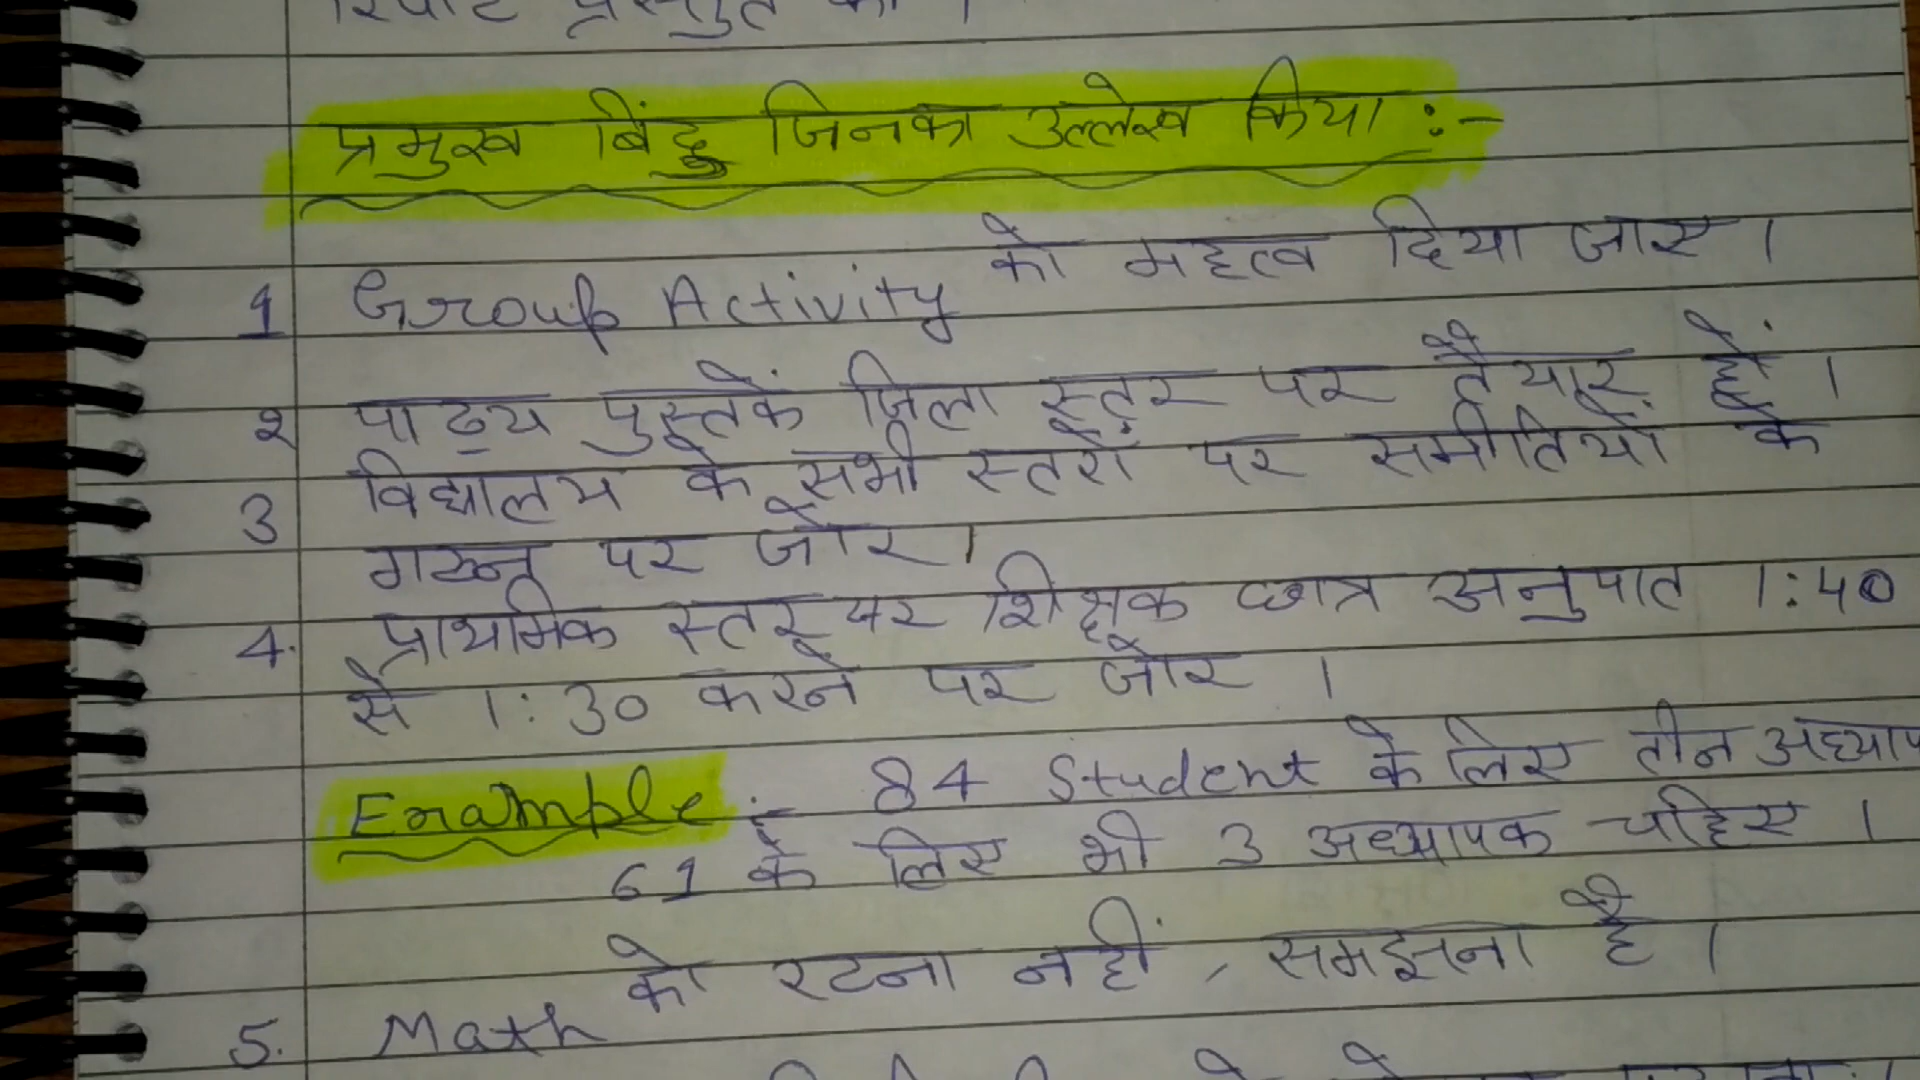 रिपोर्ट प्रस्तुत की ।
प्रमुख बिंदु जिनका उल्लेख किया :-
1 Group Activity को महत्व दिया जाए ।
2 पाढ्य पुस्तकें ज़िला स्तर पर तैयार हों ।
3 विद्यालय के सभी स्तरों पर समीतियों के
गठन पर जोर ।
4. प्राथमिक स्तर पर शिक्षक छात्र अनुपात 1:40
से 1:30 करने पर जोर ।
Example :- 84 Student के लिए तीन अध्याप
61 के लिए भी 3 अध्यापक चाहिए ।
5. Math को रटना नहीं, समझना है ।